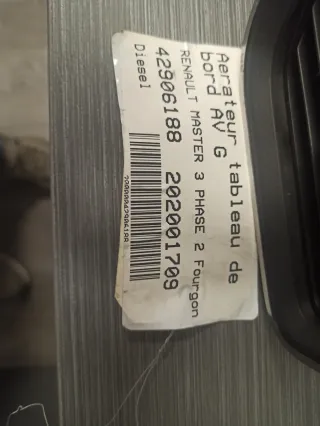 Aerateur tableau de
bord AV G
RENAULT MASTER 3 PHASE 2 Fourgon
42906188 202001709
Diesel